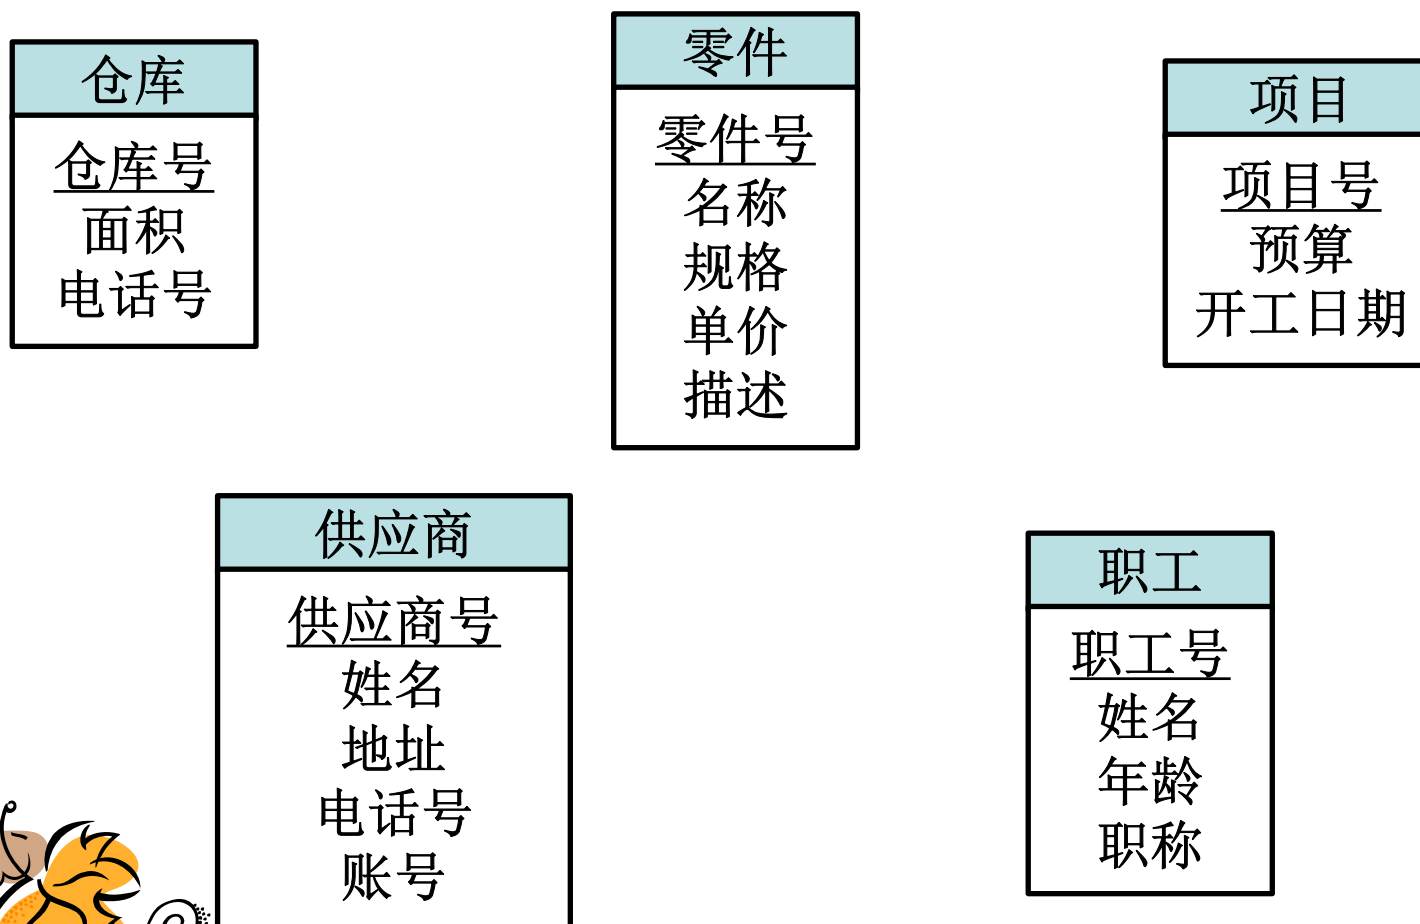 仓库
仓库号
面积
电话号
零件
零件号
名称
规格
单价
描述
项目
项目号
预算
开工日期
供应商
供应商号
姓名
地址
电话号
账号
职工
职工号
姓名
年龄
职称